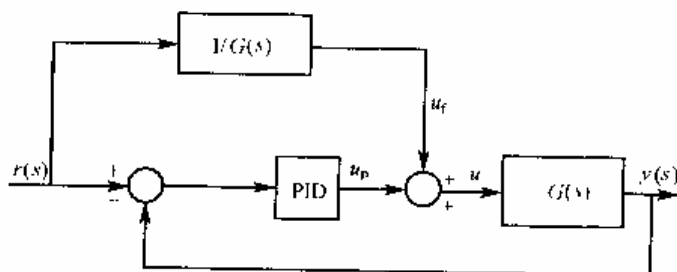 1/G(s)
u_f
r(s)
+
−
PID
u_p
+
+
u
G(s)
y(s)